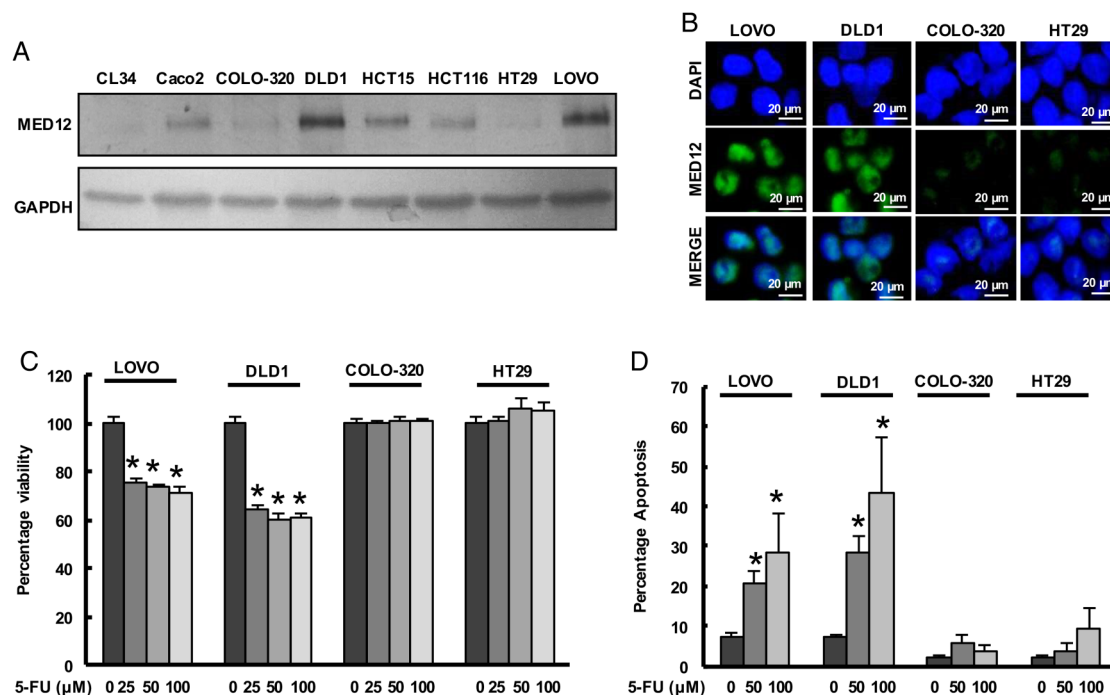 A
CL34 Caco2 COLO-320 DLD1 HCT15 HCT116 HT29 LOVO
MED12
GAPDH
B
LOVO DLD1 COLO-320 HT29
DAPI
20 µm 20 µm 20 µm 20 µm
MED12
20 µm 20 µm 20 µm 20 µm
MERGE
20 µm 20 µm 20 µm 20 µm
C
LOVO DLD1 COLO-320 HT29
Percentage viability
120
100
80
60
40
20
0
* * * * * *
0 25 50 100 0 25 50 100 0 25 50 100 0 25 50 100
5-FU (µM)
D
LOVO DLD1 COLO-320 HT29
Percentage Apoptosis
70
60
50
40
30
20
10
0
* * * *
5-FU (µM) 0 50 100 0 50 100 0 50 100 0 50 100